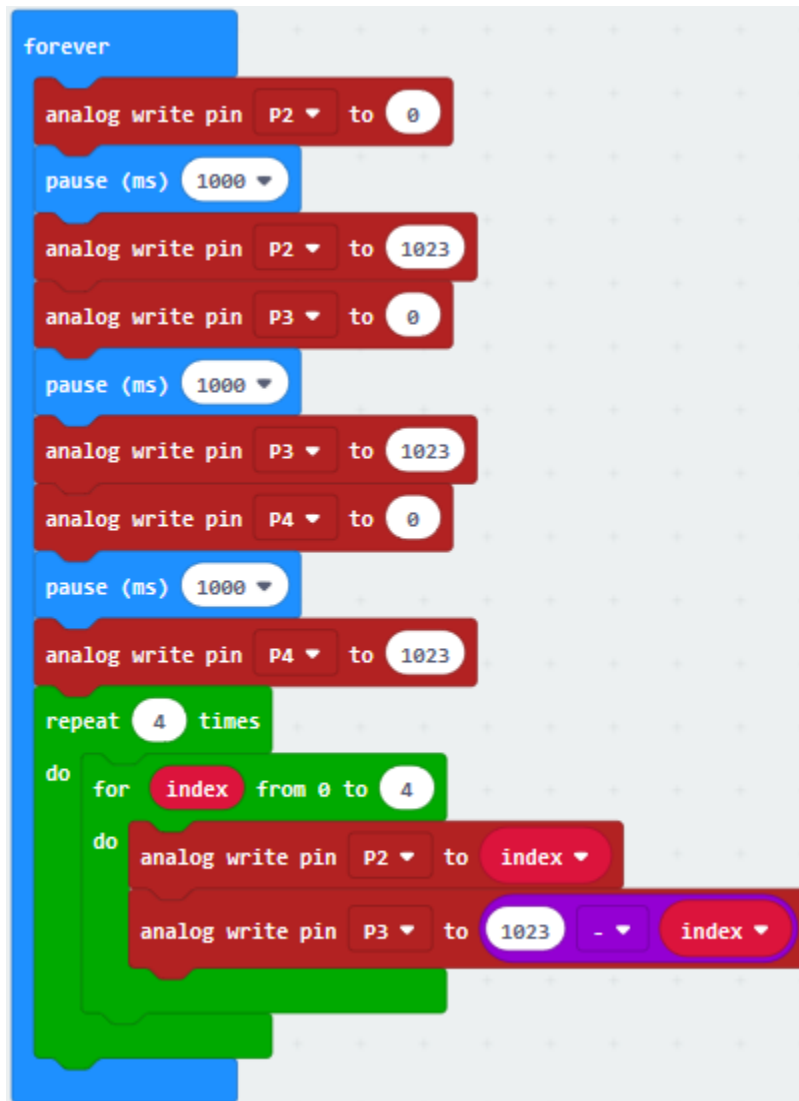 forever
analog write pin P2 to 0
pause (ms) 1000
analog write pin P2 to 1023
analog write pin P3 to 0
pause (ms) 1000
analog write pin P3 to 1023
analog write pin P4 to 0
pause (ms) 1000
analog write pin P4 to 1023
repeat 4 times
do
for index from 0 to 4
do
analog write pin P2 to index
analog write pin P3 to 1023 - index